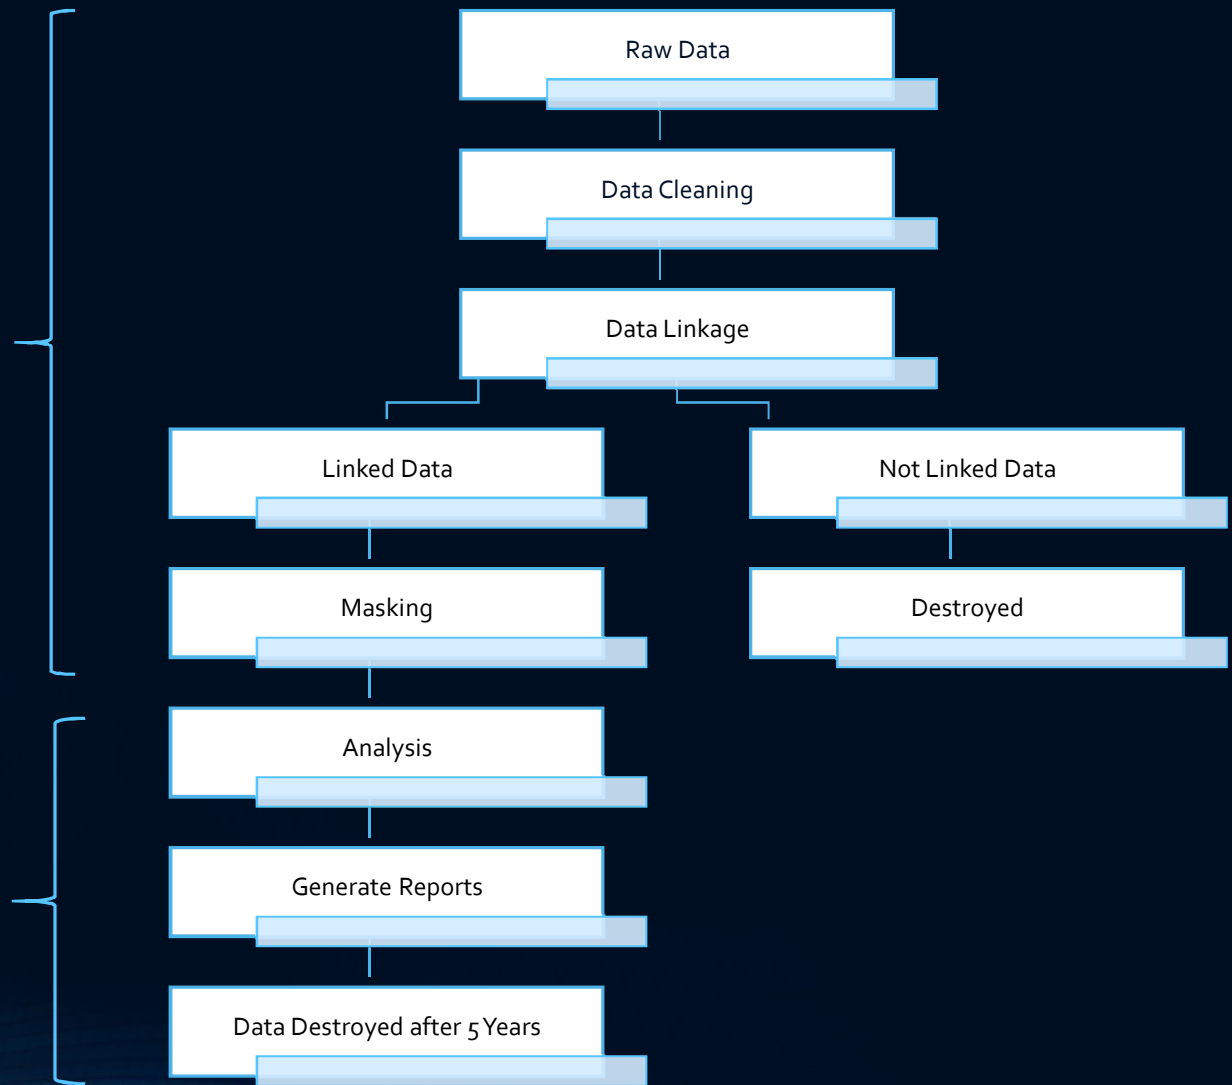 Raw Data
Data Cleaning
Data Linkage
Linked Data
Not Linked Data
Masking
Destroyed
Analysis
Generate Reports
Data Destroyed after 5 Years